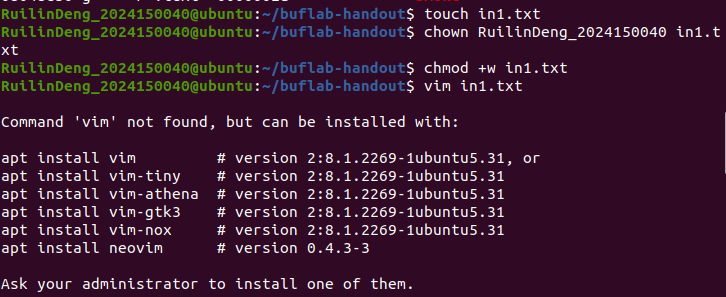 RuilinDeng_2024150040@ubuntu:~/buflab-handout$ touch in1.txt
RuilinDeng_2024150040@ubuntu:~/buflab-handout$ chown RuilinDeng_2024150040 in1.t
xt
RuilinDeng_2024150040@ubuntu:~/buflab-handout$ chmod +w in1.txt
RuilinDeng_2024150040@ubuntu:~/buflab-handout$ vim in1.txt
Command 'vim' not found, but can be installed with:
apt install vim         # version 2:8.1.2269-1ubuntu5.31, or
apt install vim-tiny    # version 2:8.1.2269-1ubuntu5.31
apt install vim-athena  # version 2:8.1.2269-1ubuntu5.31
apt install vim-gtk3    # version 2:8.1.2269-1ubuntu5.31
apt install vim-nox     # version 2:8.1.2269-1ubuntu5.31
apt install neovim      # version 0.4.3-3
Ask your administrator to install one of them.